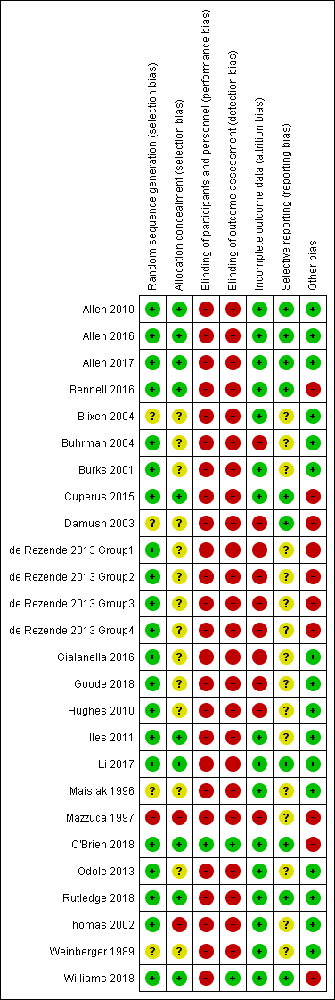 Random sequence generation (selection bias)
Allocation concealment (selection bias)
Blinding of participants and personnel (performance bias)
Blinding of outcome assessment (detection bias)
Incomplete outcome data (attrition bias)
Selective reporting (reporting bias)
Other bias
Allen 2010 + + - - + + +
Allen 2016 + + - - + + +
Allen 2017 + + - - + + +
Bennell 2016 + + - - + + -
Blixen 2004 ? ? - - + ? +
Buhrman 2004 + ? - - - ? +
Burks 2001 + ? - - + ? +
Cuperus 2015 + + - - + + -
Damush 2003 ? ? - - - + -
de Rezende 2013 Group1 + ? - - - ? -
de Rezende 2013 Group2 + ? - - - ? -
de Rezende 2013 Group3 + ? - - - ? -
de Rezende 2013 Group4 + ? - - - ? -
Gialanella 2016 + ? - - - ? +
Goode 2018 + ? - - - ? +
Hughes 2010 + ? - - - ? +
Iles 2011 + + - - + ? +
Li 2017 + + - - + + +
Maisiak 1996 ? ? - - + ? +
Mazzuca 1997 - - - - - ? -
O'Brien 2018 + + + + + + -
Odole 2013 + ? - - + ? +
Rutledge 2018 + + - - + + +
Thomas 2002 + - - - + ? +
Weinberger 1989 ? ? - - + ? +
Williams 2018 + + - + + + -